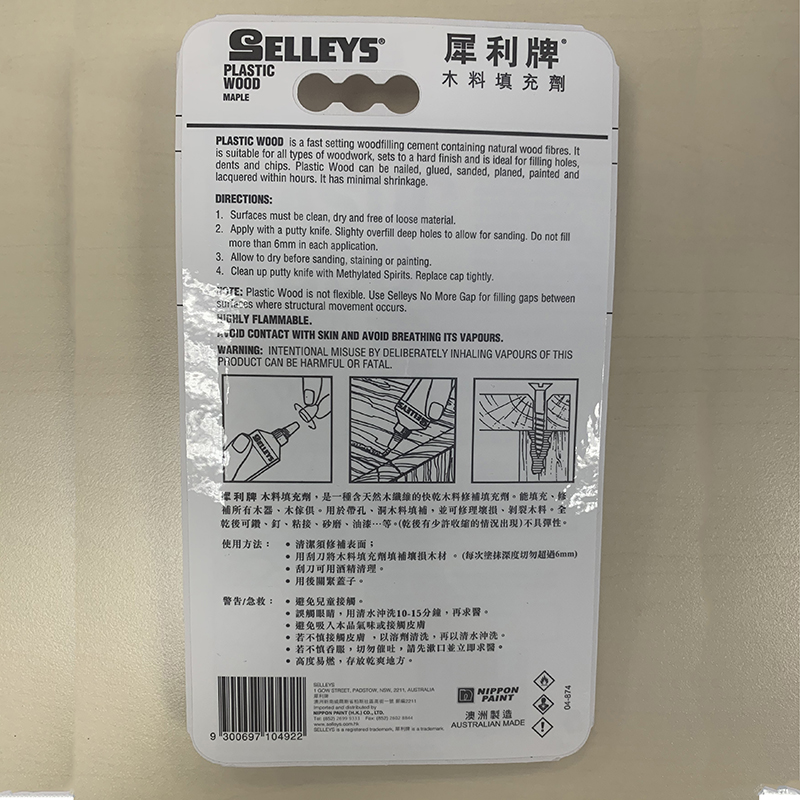 SELLEYS®
PLASTIC
WOOD
MAPLE
犀利牌®
木料填充劑
PLASTIC WOOD is a fast setting woodfilling cement containing natural wood fibres. It
is suitable for all types of woodwork, sets to a hard finish and is ideal for filling holes,
dents and chips. Plastic Wood can be nailed, glued, sanded, planed, painted and
lacquered within hours. It has minimal shrinkage.
DIRECTIONS:
1. Surfaces must be clean, dry and free of loose material.
2. Apply with a putty knife. Slighty overfill deep holes to allow for sanding. Do not fill
more than 6mm in each application.
3. Allow to dry before sanding, staining or painting.
4. Clean up putty knife with Methylated Spirits. Replace cap tightly.
NOTE: Plastic Wood is not flexible. Use Selleys No More Gap for filling gaps between
surfaces where structural movement occurs.
HIGHLY FLAMMABLE.
AVOID CONTACT WITH SKIN AND AVOID BREATHING ITS VAPOURS.
WARNING: INTENTIONAL MISUSE BY DELIBERATELY INHALING VAPOURS OF THIS
PRODUCT CAN BE HARMFUL OR FATAL.
SELLEYS
SELLEYS
犀利牌 木料填充劑，是一種含天然木纖維的快乾木料修補填充劑。能填充、修
補所有木器、木傢俱。用於帶孔、洞木料填補，並可修理壞損、剝裂木料。全
乾後可鑽、釘、粘接、砂磨、油漆…等。(乾後有少許收縮的情況出現)不具彈性。
使用方法： • 清潔須修補表面；
• 用刮刀將木料填充劑填補壞損木材 。(每次塗抹深度切勿超過6mm)
• 刮刀可用酒精清理。
• 用後關緊蓋子。
警告/急救： • 避免兒童接觸。
• 誤觸眼睛，用清水沖洗10-15分鐘，再求醫。
• 避免吸入本品氣味或接觸皮膚
• 若不慎接觸皮膚 ，以溶劑清洗，再以清水沖洗。
• 若不慎吞服，切勿催吐，請先漱口並立即求醫。
• 高度易燃，存放乾爽地方。
SELLEYS
1 GOW STREET, PADSTOW, NSW, 2211, AUSTRALIA
犀利牌
Imported and distributed by
NIPPON PAINT (H.K.) CO., LTD.
www.selleys.com.hk
SELLEYS is a registered trademark, 犀利牌 is a trademark.
9 300697 104922
NIPPON
PAINT
澳洲製造
AUSTRALIAN MADE
04-874